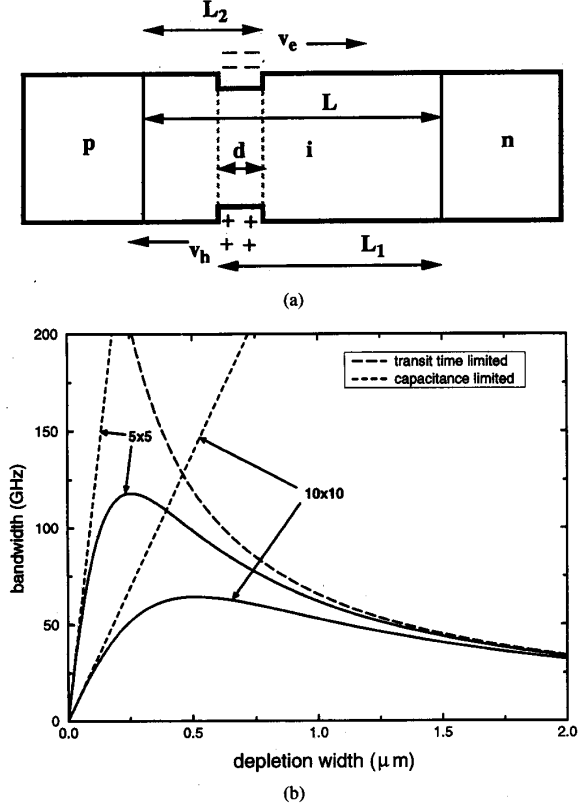 L2
ve
L
p
d
i
n
+ +
+ +
vh
L1
(a)
200
transit time limited
capacitance limited
150
5x5
10x10
100
50
0
bandwidth (GHz)
0.0
0.5
1.0
1.5
2.0
depletion width (μm)
(b)